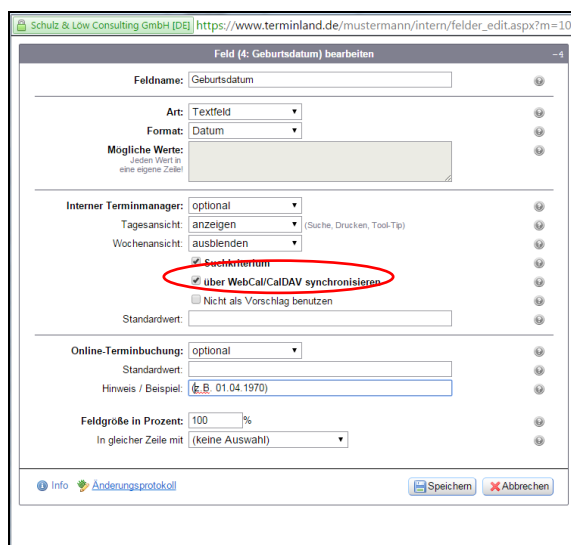 Schulz & Löw Consulting GmbH [DE] https://www.terminland.de/mustermann/intern/felder_edit.aspx?m=10
Feld (4: Geburtsdatum) bearbeiten ~4
Feldname: Geburtsdatum
Art: Textfeld
Format: Datum
Mögliche Werte:
Jeden Wert in
eine eigene Zeile!
Interner Terminmanager: optional
Tagesansicht: anzeigen (Suche, Drucken, Tool-Tip)
Wochenansicht: ausblenden
Suchkriterium
über WebCal/CalDAV synchronisieren
Nicht als Vorschlag benutzen
Standardwert:
Online-Terminbuchung: optional
Standardwert:
Hinweis / Beispiel: (z.B. 01.04.1970)
Feldgröße in Prozent: 100 %
In gleicher Zeile mit (keine Auswahl)
Info Änderungsprotokoll Speichern Abbrechen